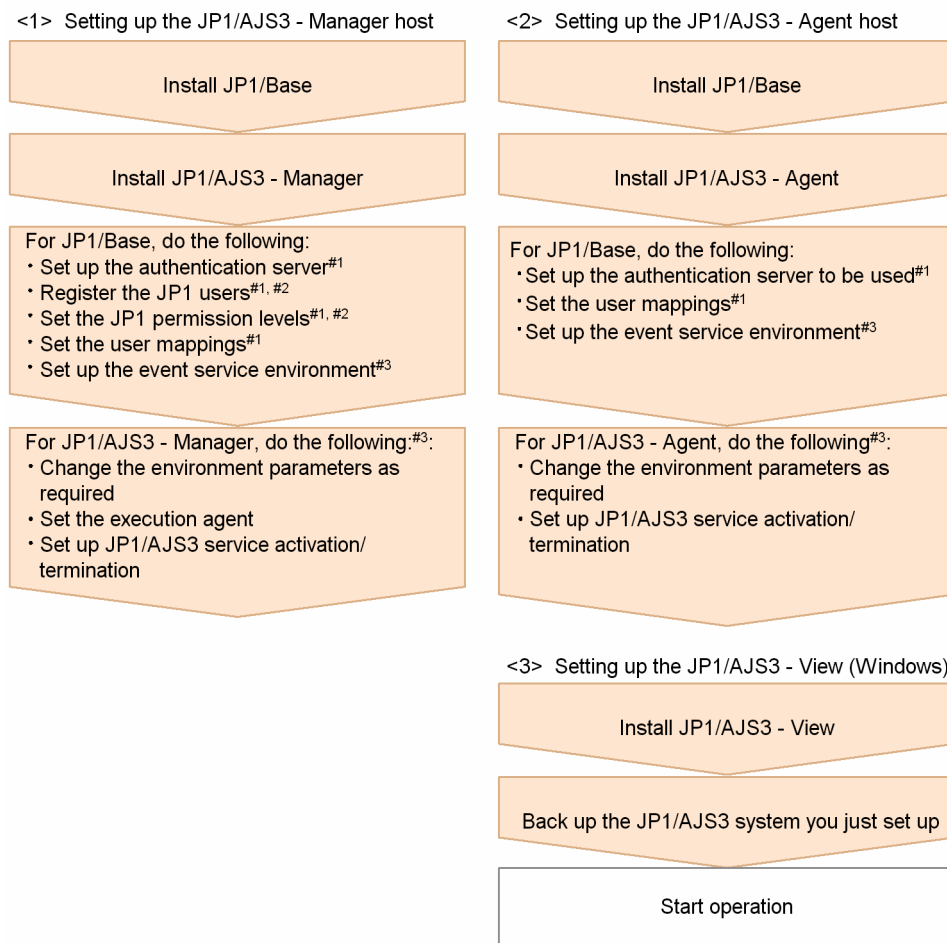 <1> Setting up the JP1/AJS3 - Manager host
Install JP1/Base
Install JP1/AJS3 - Manager
For JP1/Base, do the following:
・Set up the authentication server#1
・Register the JP1 users#1, #2
・Set the JP1 permission levels#1, #2
・Set the user mappings#1
・Set up the event service environment#3
For JP1/AJS3 - Manager, do the following:#3:
・Change the environment parameters as
required
・Set the execution agent
・Set up JP1/AJS3 service activation/
termination
<2> Setting up the JP1/AJS3 - Agent host
Install JP1/Base
Install JP1/AJS3 - Agent
For JP1/Base, do the following:
・Set up the authentication server to be used#1
・Set the user mappings#1
・Set up the event service environment#3
For JP1/AJS3 - Agent, do the following#3:
・Change the environment parameters as
required
・Set up JP1/AJS3 service activation/
termination
<3> Setting up the JP1/AJS3 - View (Windows)
Install JP1/AJS3 - View
Back up the JP1/AJS3 system you just set up
Start operation